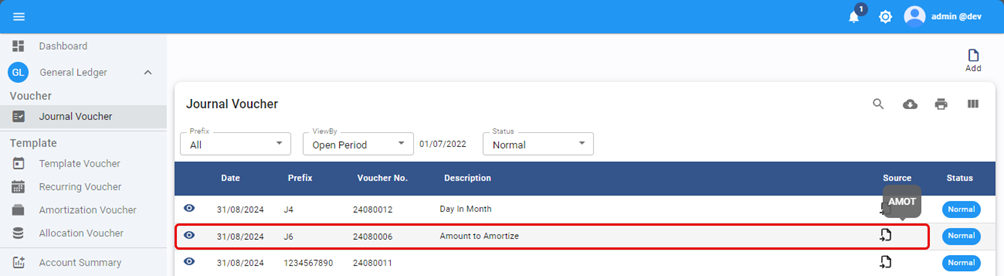 1
admin @dev
Dashboard
GL General Ledger
Voucher
Journal Voucher
Template
Template Voucher
Recurring Voucher
Amortization Voucher
Allocation Voucher
Account Summary
Add
Journal Voucher
Prefix ViewBy Status
All Open Period 01/07/2022 Normal
Date Prefix Voucher No. Description Source Status
31/08/2024 J4 24080012 Day In Month Normal
AMOT
31/08/2024 J6 24080006 Amount to Amortize Normal
31/08/2024 1234567890 24080011 Normal